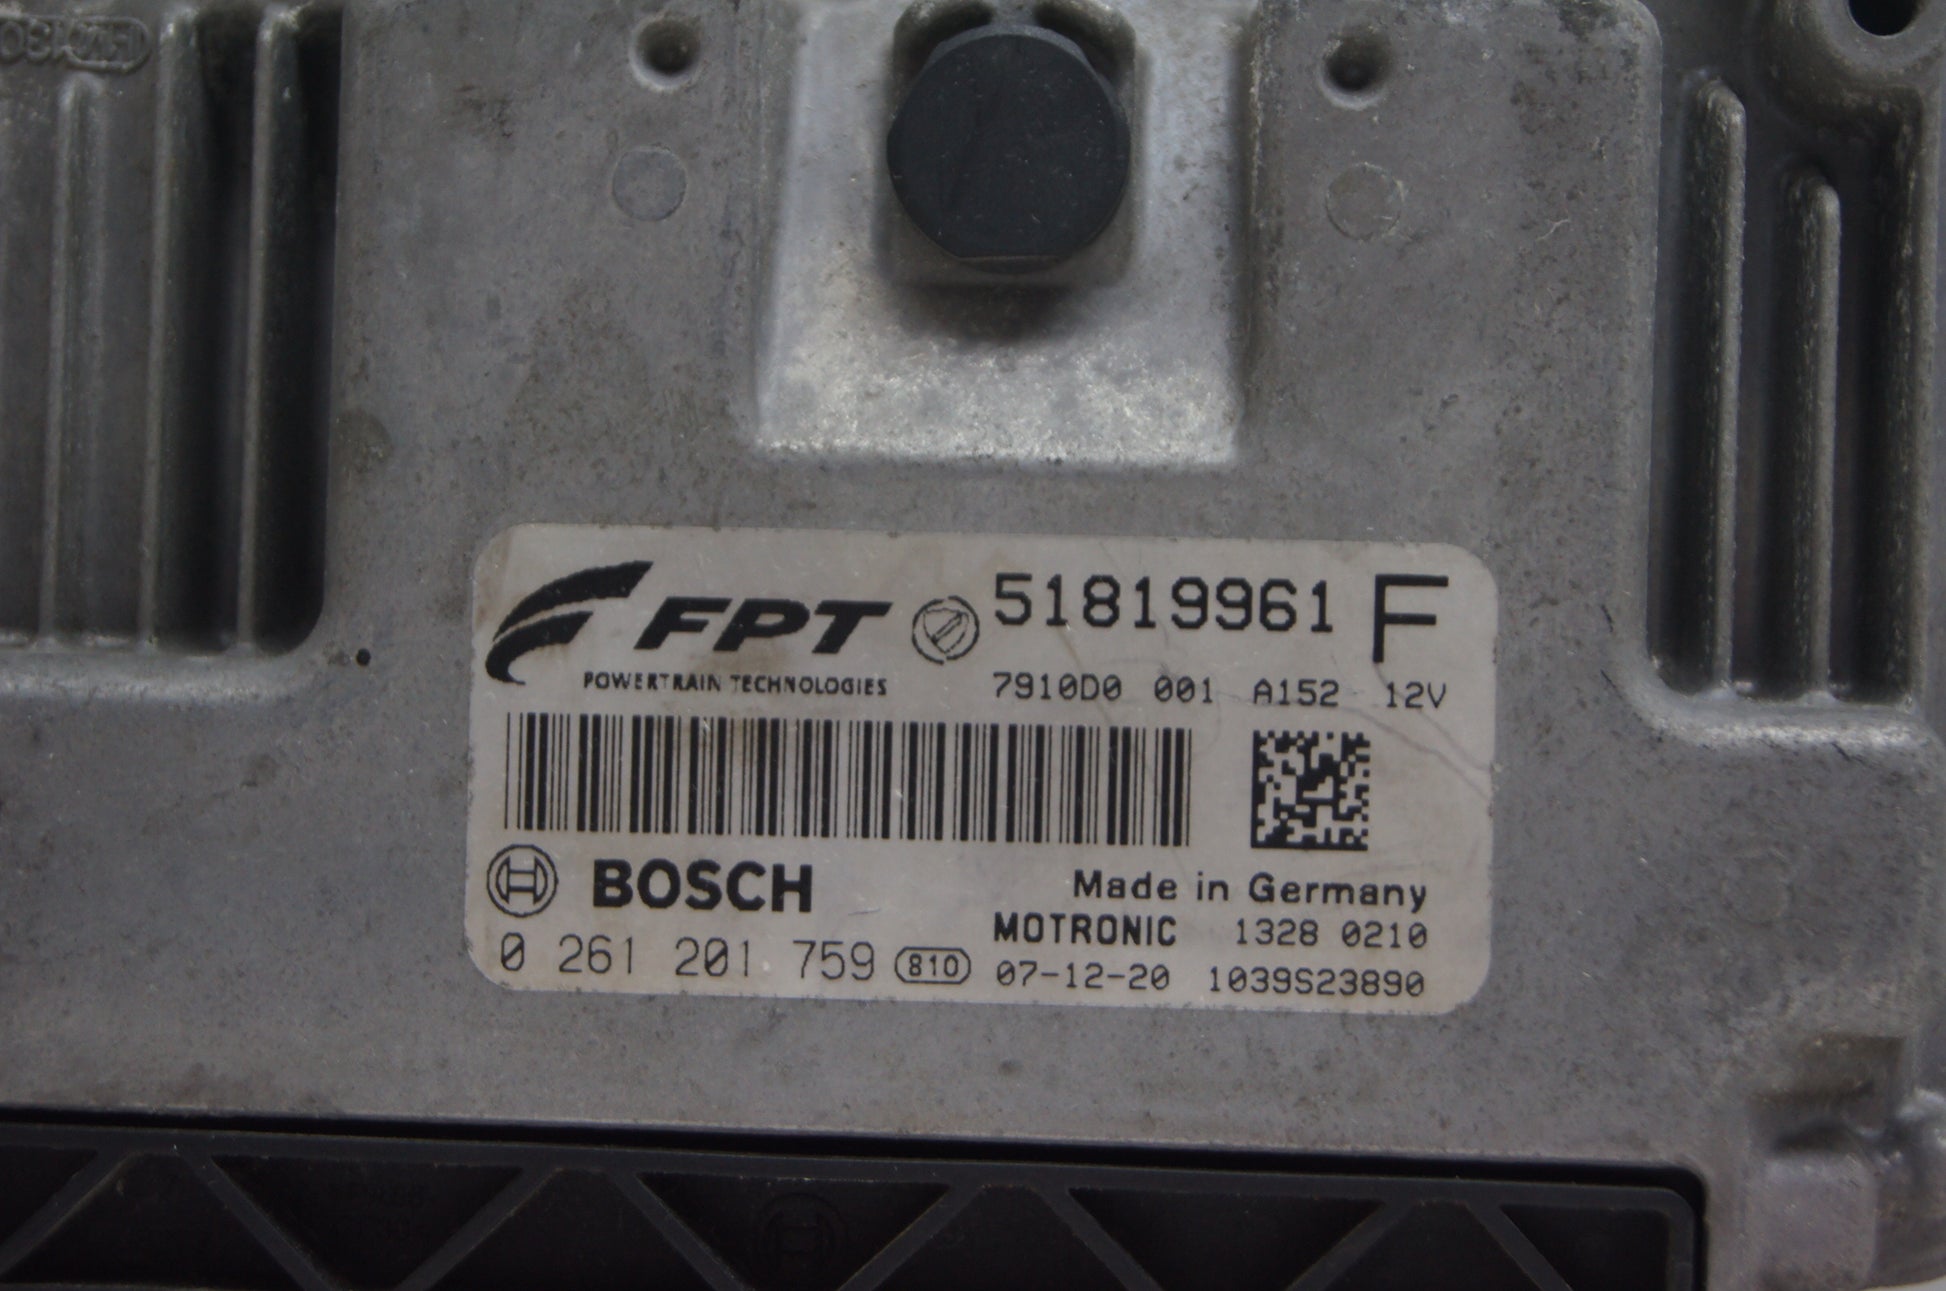 FPT 51819961 F
POWERTRAIN TECHNOLOGIES 7910D0 001 A152 12V
BOSCH Made in Germany
MOTRONIC 1328 0210
0 261 201 759 810 07-12-20 1039S23890